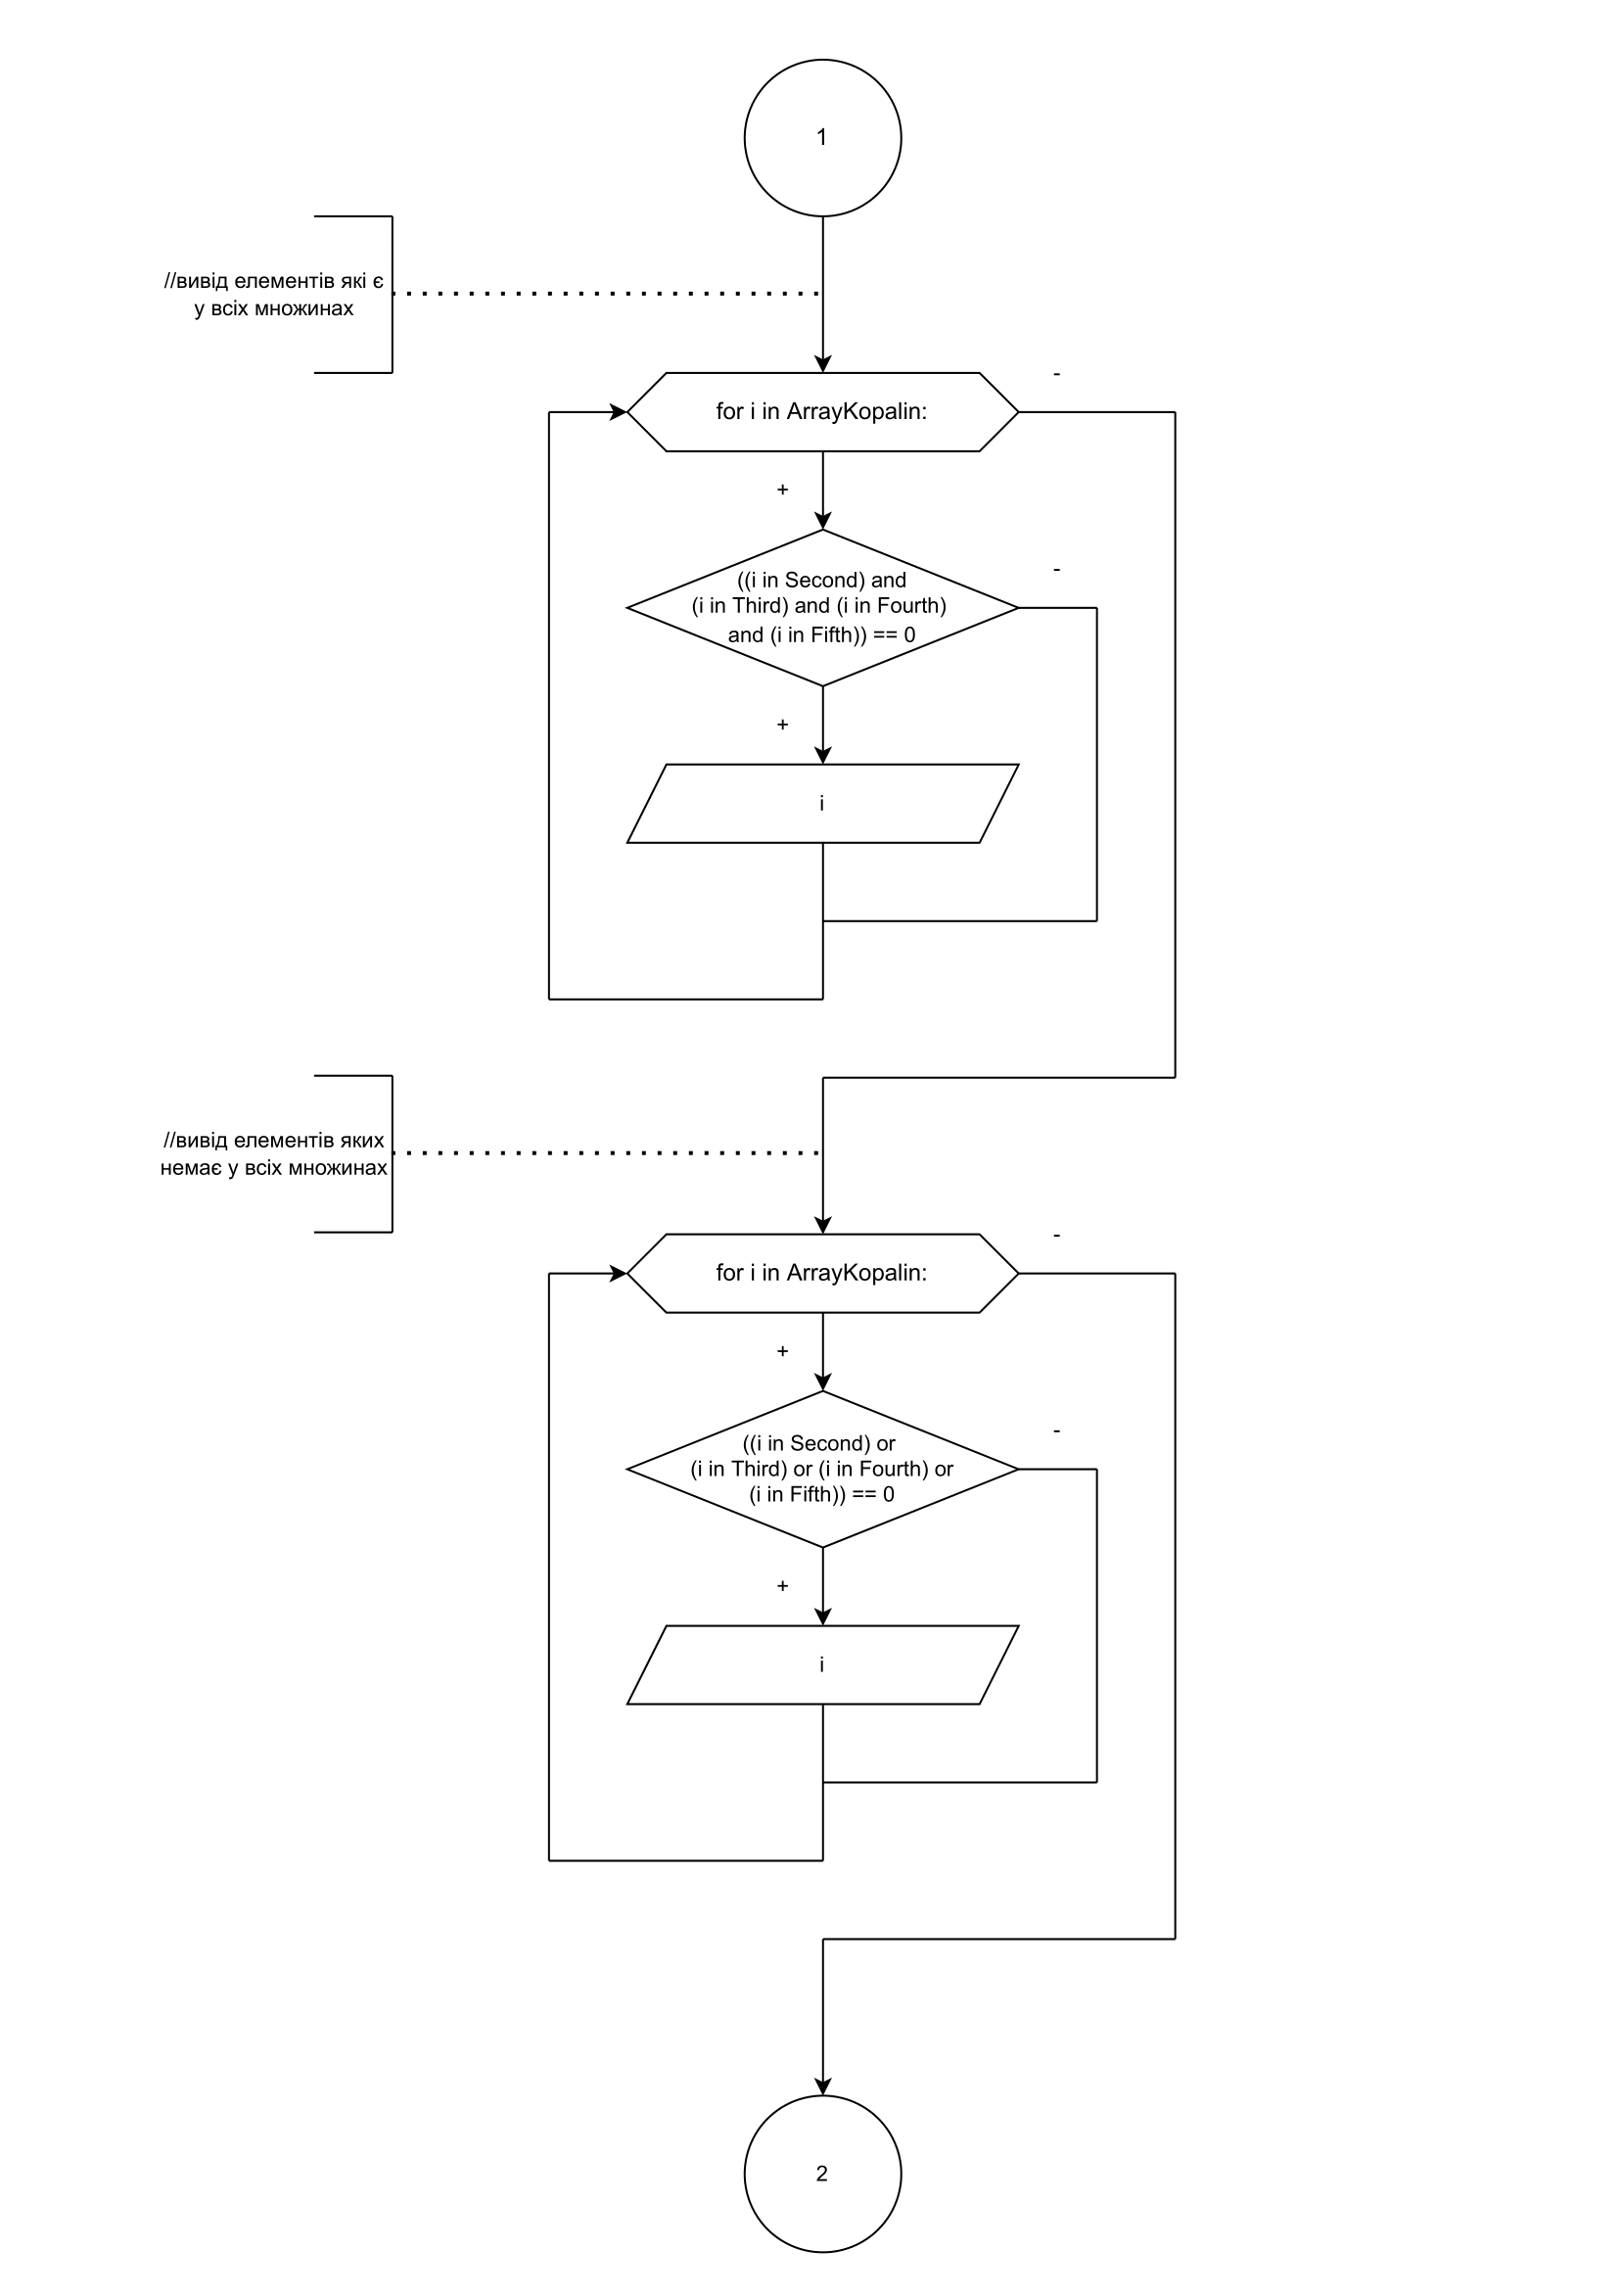 1
//вивід елементів які є
у всіх множинах
-
for i in ArrayKopalin:
+
-
((i in Second) and
(i in Third) and (i in Fourth)
and (i in Fifth)) == 0
+
i
//вивід елементів яких
немає у всіх множинах
-
for i in ArrayKopalin:
+
-
((i in Second) or
(i in Third) or (i in Fourth) or
(i in Fifth)) == 0
+
i
2